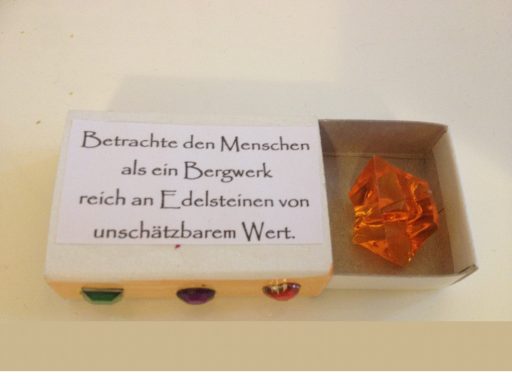 Betrachte den Menschen
als ein Bergwerk
reich an Edelsteinen von
unschätzbarem Wert.